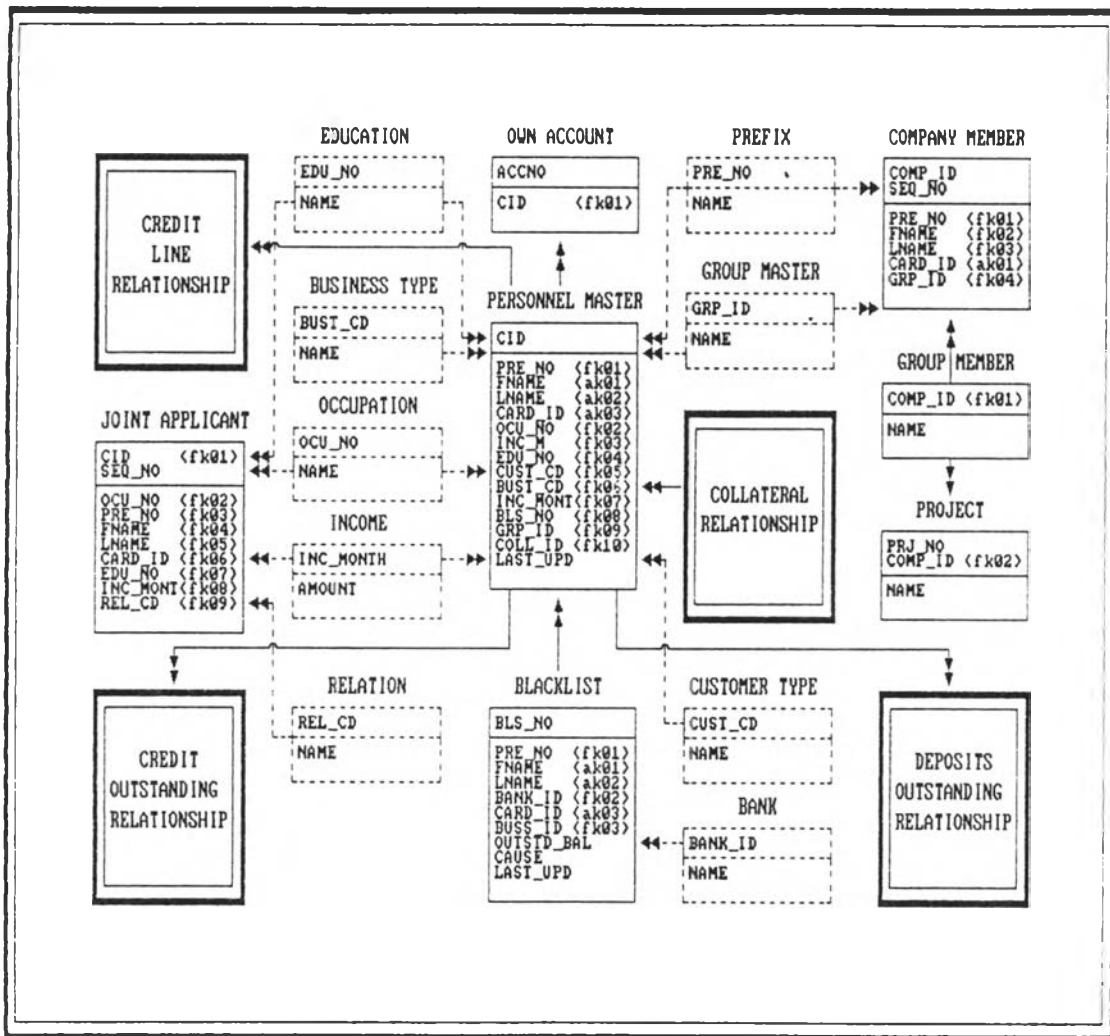 EDUCATION
EDU_NO
NAME
OWN ACCOUNT
ACCNO
CID <fk01>
PREFIX
PRE_NO
NAME
COMPANY MEMBER
COMP_ID
SEQ_NO
PRE_NO <fk01>
FNAME <fk02>
LNAME <fk03>
CARD_ID <ak01>
GRP_ID <fk04>
CREDIT
LINE
RELATIONSHIP
BUSINESS TYPE
BUST_CD
NAME
PERSONNEL MASTER
CID
PRE_NO <fk01>
FNAME <ak01>
LNAME <ak02>
CARD_ID <ak03>
OCU_NO <fk02>
INC_M <fk03>
EDU_NO <fk04>
CUST_CD <fk05>
BUST_CD <fk06>
INC_MONT<fk07>
BLS_NO <fk08>
GRP_ID <fk09>
COLL_ID <fk10>
LAST_UPD
GROUP MASTER
GRP_ID
NAME
GROUP MEMBER
COMP_ID <fk01>
NAME
JOINT APPLICANT
CID <fk01>
SEQ_NO
OCU_NO <fk02>
PRE_NO <fk03>
FNAME <fk04>
LNAME <fk05>
CARD_ID <fk06>
EDU_NO <fk07>
INC_MONT<fk08>
REL_CD <fk09>
OCCUPATION
OCU_NO
NAME
INCOME
INC_MONTH
AMOUNT
COLLATERAL
RELATIONSHIP
PROJECT
PRJ_NO
COMP_ID <fk02>
NAME
CREDIT
OUTSTANDING
RELATIONSHIP
RELATION
REL_CD
NAME
BLACKLIST
BLS_NO
PRE_NO <fk01>
FNAME <ak01>
LNAME <ak02>
BANK_ID <fk02>
CARD_ID <ak03>
BUSS_ID <fk03>
OUTSTD_BAL
CAUSE
LAST_UPD
CUSTOMER TYPE
CUST_CD
NAME
BANK
BANK_ID
NAME
DEPOSITS
OUTSTANDING
RELATIONSHIP